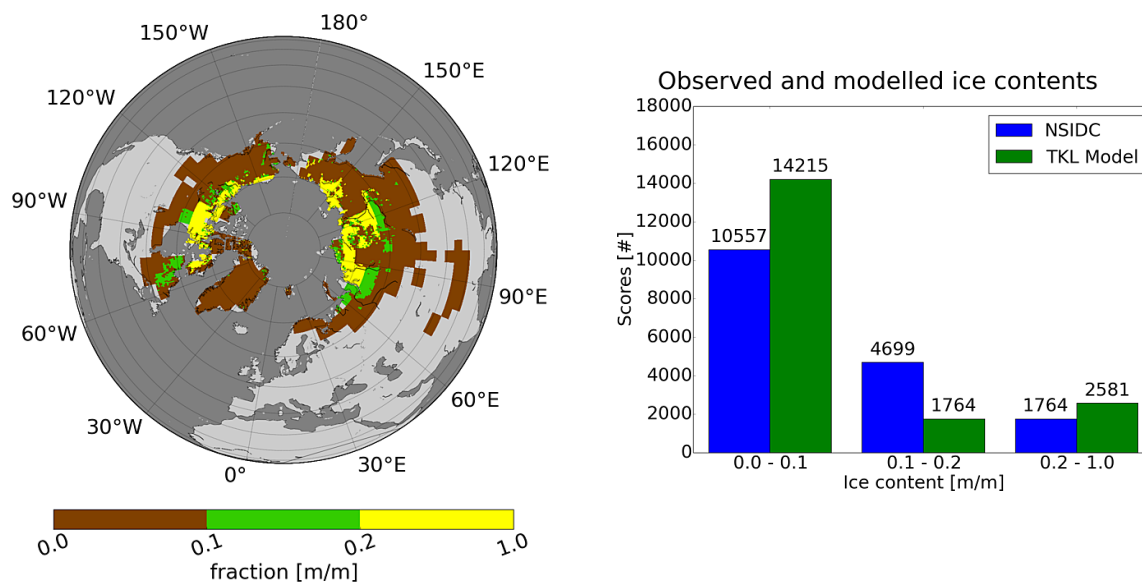 180°
150°W
150°E
120°W
120°E
90°W
90°E
60°W
60°E
30°W
30°E
0°
0.0
0.1
0.2
1.0
fraction [m/m]
Observed and modelled ice contents
18000
16000
14000
12000
10000
8000
6000
4000
2000
0
Scores [#]
NSIDC
TKL Model
10557
14215
4699
1764
1764
2581
0.0 - 0.1
0.1 - 0.2
0.2 - 1.0
Ice content [m/m]